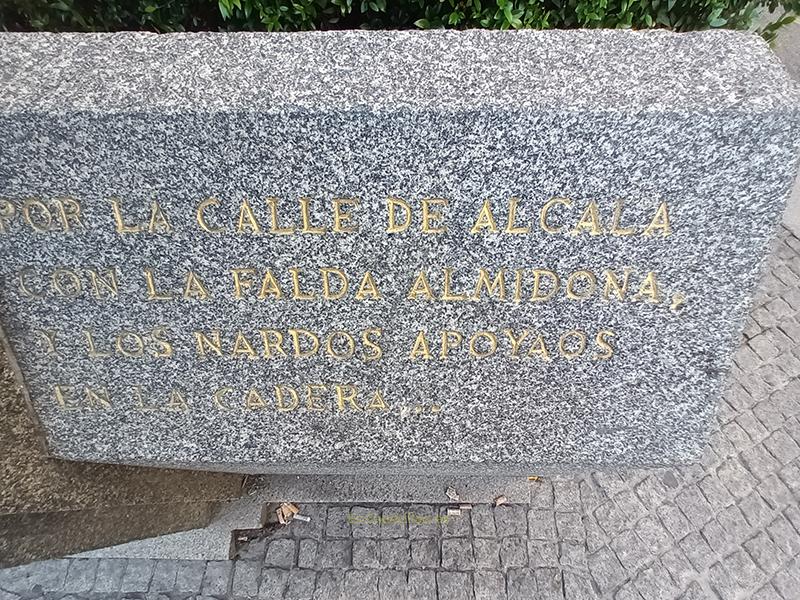 POR LA CALLE DE ALCALA
CON LA FALDA ALMIDONA,
Y LOS NARDOS APOYAOS
EN LA CADERA...